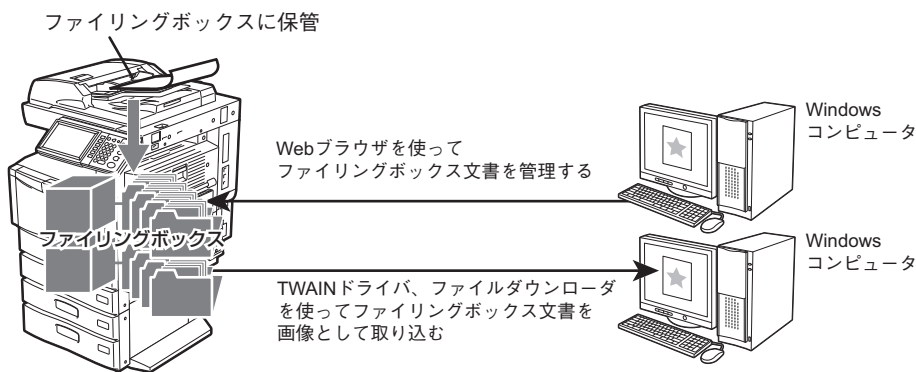 ファイリングボックスに保管
Windows
コンピュータ
Webブラウザを使って
ファイリングボックス文書を管理する
ファイリングボックス
Windows
コンピュータ
TWAINドライバ、ファイルダウンローダ
を使ってファイリングボックス文書を
画像として取り込む